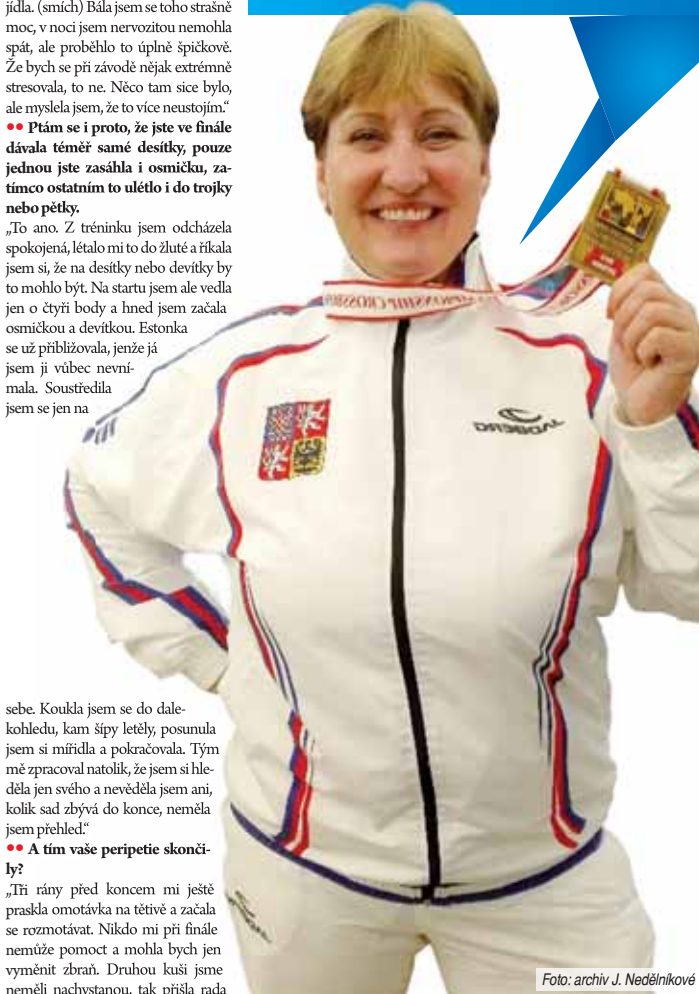 jídla. (smích) Bála jsem se toho strašně
moc, v noci jsem nervozitou nemohla
spát, ale proběhlo to úplně špičkově.
Že bych se při závodě nějak extrémně
stresovala, to ne. Něco tam sice bylo,
ale myslela jsem, že to více neustojím.“
•• Ptám se i proto, že jste ve finále
dávala téměř samé desítky, pouze
jednou jste zasáhla i osmičku, za-
tímco ostatním to ulétlo i do trojky
nebo pětky.
„To ano. Z tréninku jsem odcházela
spokojená, létalo mi to do žluté a říkala
jsem si, že na desítky nebo devítky by
to mohlo být. Na startu jsem ale vedla
jen o čtyři body a hned jsem začala
osmičkou a devítkou. Estonka
se už přibližovala, jenže já
jsem ji vůbec nevní-
mala. Soustředila
jsem se jen na
sebe. Koukla jsem se do dale-
kohledu, kam šípy letěly, posunula
jsem si mířidla a pokračovala. Tým
mě zpracoval natolik, že jsem si hle-
děla jen svého a nevěděla jsem ani,
kolik sad zbývá do konce, neměla
jsem přehled.“
•• A tím vaše peripetie skonči-
ly?
„Tři rány před koncem mi ještě
praskla omotávka na tětivě a začala
se rozmotávat. Nikdo mi při finále
nemůže pomoct a mohla bych jen
vyměnit zbraň. Druhou kuši jsme
neměli nachystanou, tak přišla rada
Foto: archiv J. Nedělníkové